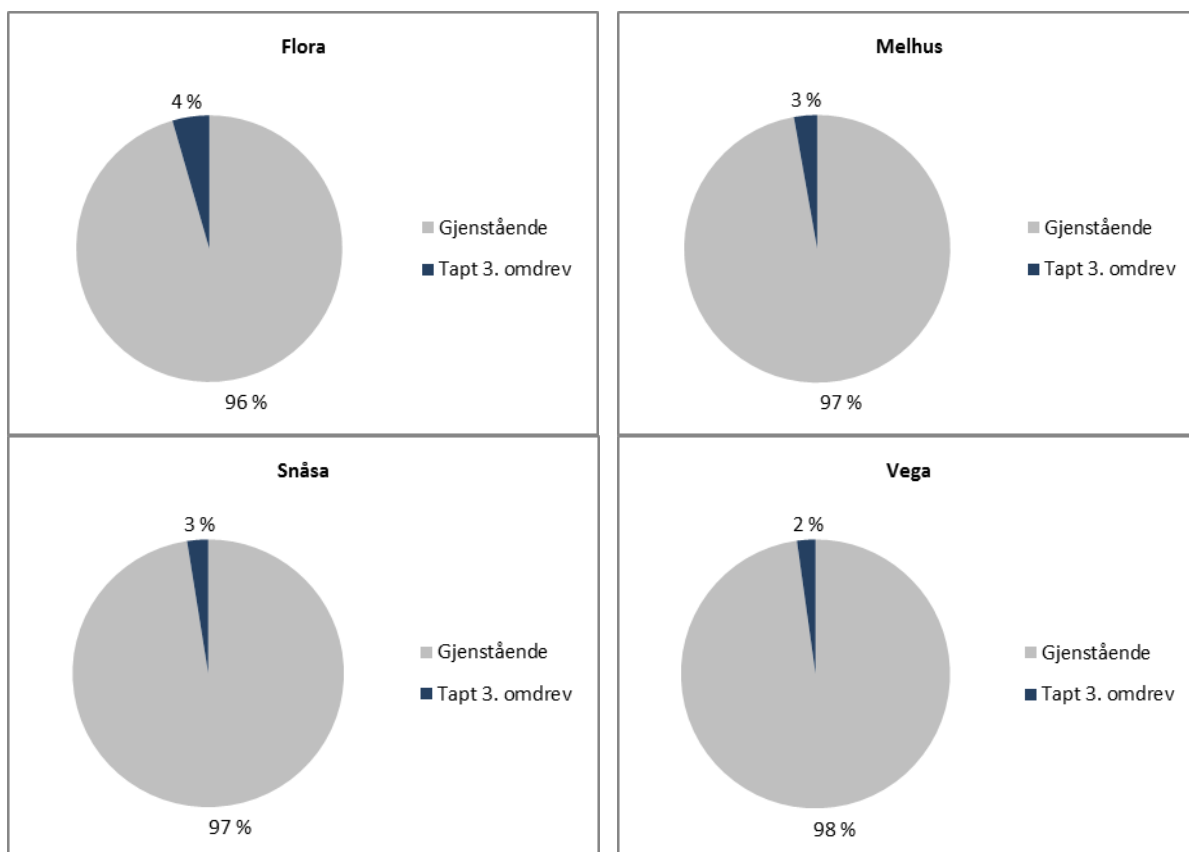 Flora
4 %
Gjenstående
Tapt 3. omdrev
96 %
Melhus
3 %
Gjenstående
Tapt 3. omdrev
97 %
Snåsa
3 %
Gjenstående
Tapt 3. omdrev
97 %
Vega
2 %
Gjenstående
Tapt 3. omdrev
98 %